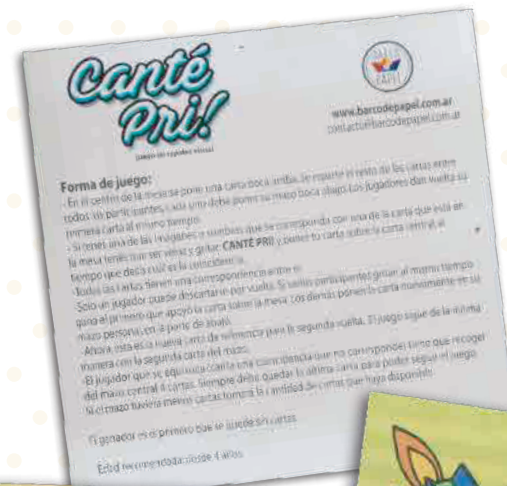 Canté
Pri!
juego de rapidez visual
BARCO
PAPEL
www.barcodepapel.com.ar
contacto@barcodepapel.com.ar
Forma de juego:
- En el centro de la mesa se pone una carta boca arriba. Se reparte el resto de las cartas entre
todos los participantes, cada uno debe poner su mazo boca abajo. Los jugadores dan vuelta su
primera carta al mismo tiempo.
- Si tenés una de las imágenes o sombras que se corresponda con una de la carta que está en
la mesa tenés que ser veloz y gritar: CANTÉ PRI! y poner tu carta sobre la carta central al
tiempo que decís cuál es la coincidencia.
-Todas las cartas tienen una correspondencia entre sí.
- Solo un jugador puede descartarse por vuelta. Si varios participantes gritan al mismo tiempo
gana el primero que apoyó la carta sobre la mesa. Los demás ponen la carta nuevamente en su
mazo personal, en la parte de abajo.
-Ahora esta es la nueva carta de referencia para la segunda vuelta. El juego sigue de la misma
manera con la segunda carta del mazo.
-El jugador que se equivoca (canta una coincidencia que no corresponde) tiene que recoger
del mazo central 4 cartas. Siempre debe quedar la última carta para poder seguir el juego.
Si el mazo tuviera menos cartas tomará la cantidad de cartas que haya disponible.
El ganador es el primero que se quede sin cartas.
Edad recomendada: desde 4 años